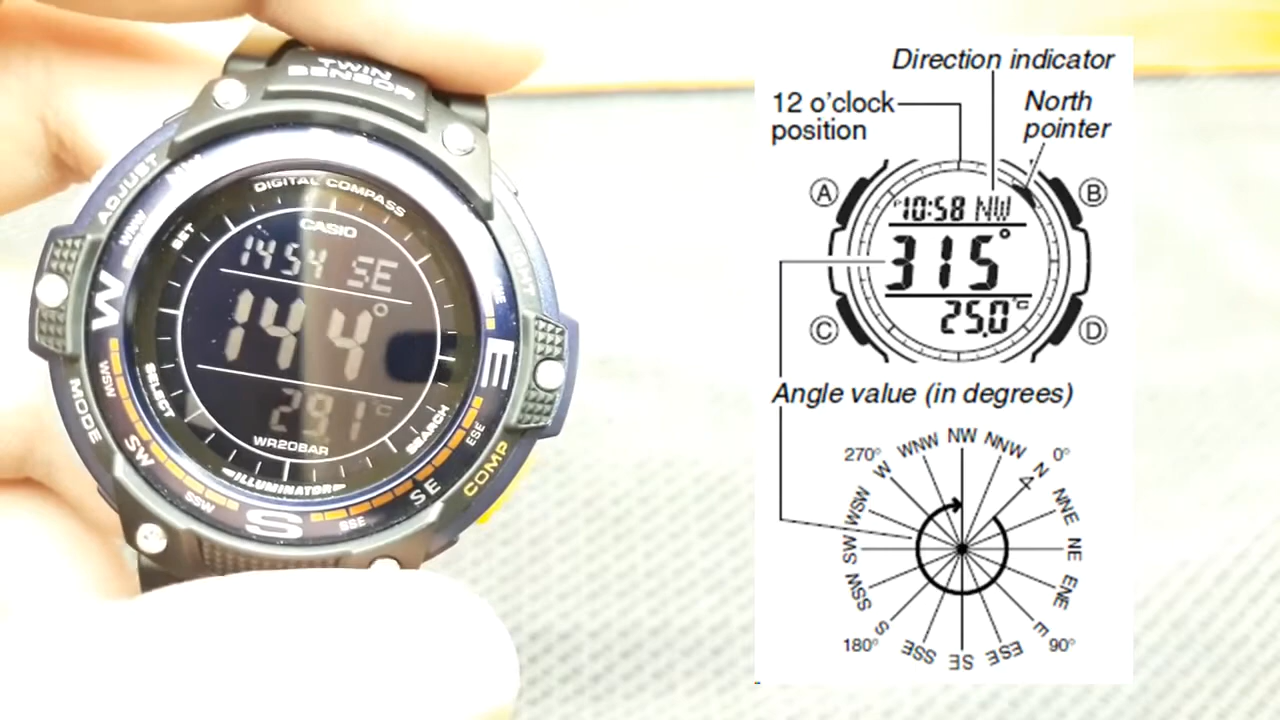 TWIN
SENSOR
ADJUST
DIGITAL COMPASS
CASIO
WNW
SET
14 54 SE
W
144°
E
29.1°C
WSW
SELECT
MODE
WR20BAR
SEARCH
ESE
SW
COMP
ILLUMINATOR
SE
SSW
S
SSE
Direction indicator
12 o'clock
position
North
pointer
A
B
P 10:58 NW
315°
25.0°C
C
D
Angle value (in degrees)
NW
WNW
NNW
270°
0°
W
N
WSW
NNE
SW
NE
SSW
ENE
S
E
180°
SSE
SE
ESE
90°